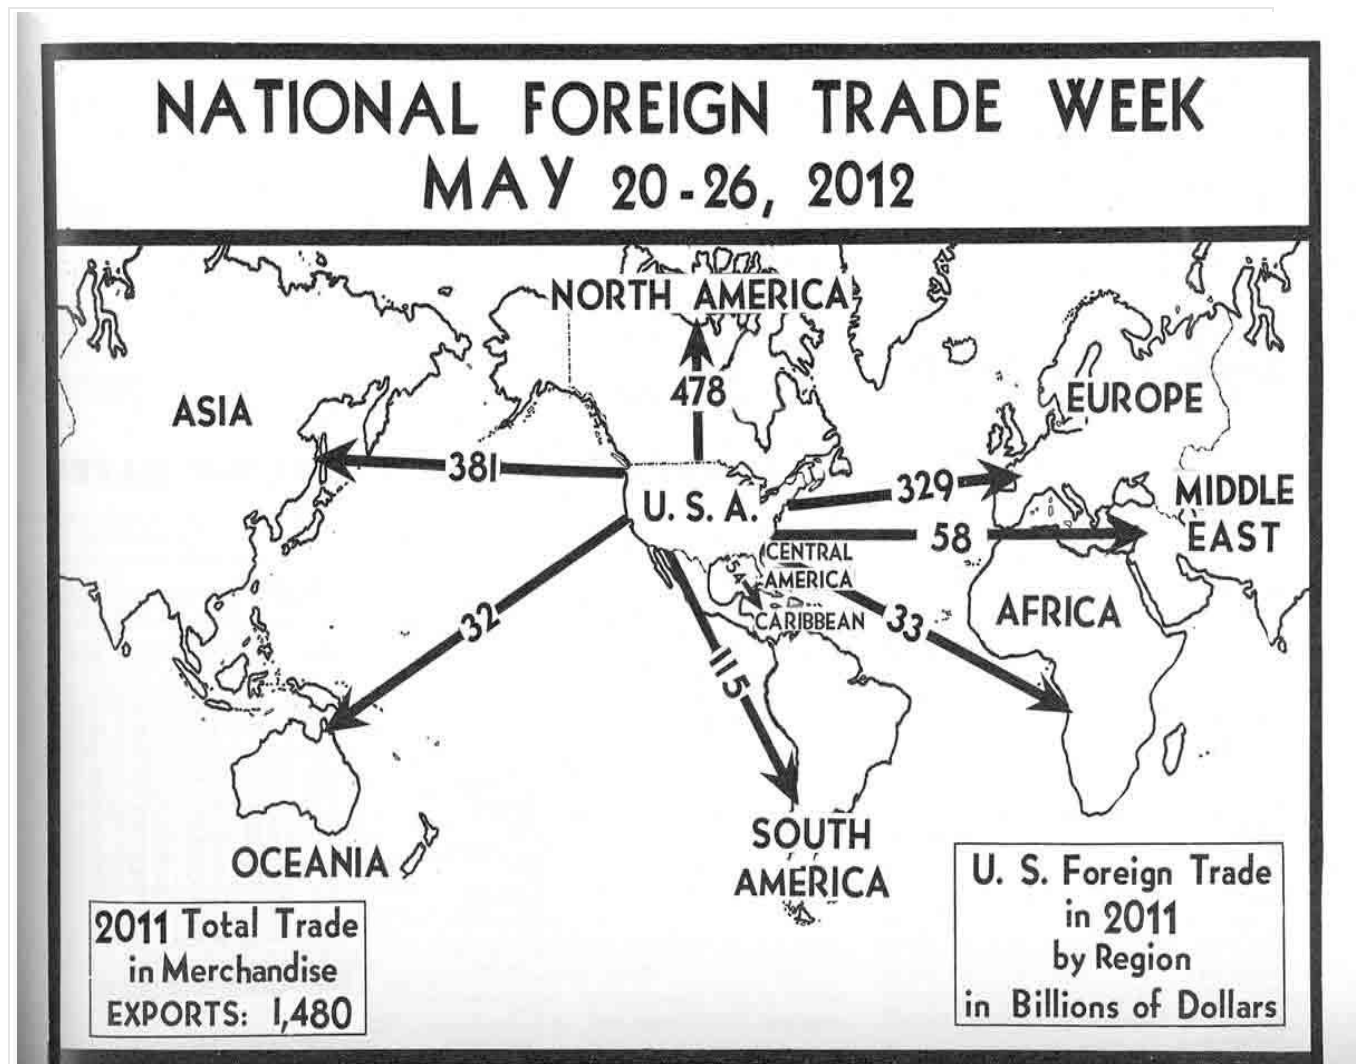 NATIONAL FOREIGN TRADE WEEK
MAY 20-26, 2012
NORTH AMERICA
478
ASIA
EUROPE
381
329
U. S. A.
MIDDLE
EAST
58
CENTRAL
AMERICA
54
CARIBBEAN
AFRICA
32
33
115
SOUTH
AMERICA
OCEANIA
2011 Total Trade
in Merchandise
EXPORTS: 1,480
U. S. Foreign Trade
in 2011
by Region
in Billions of Dollars